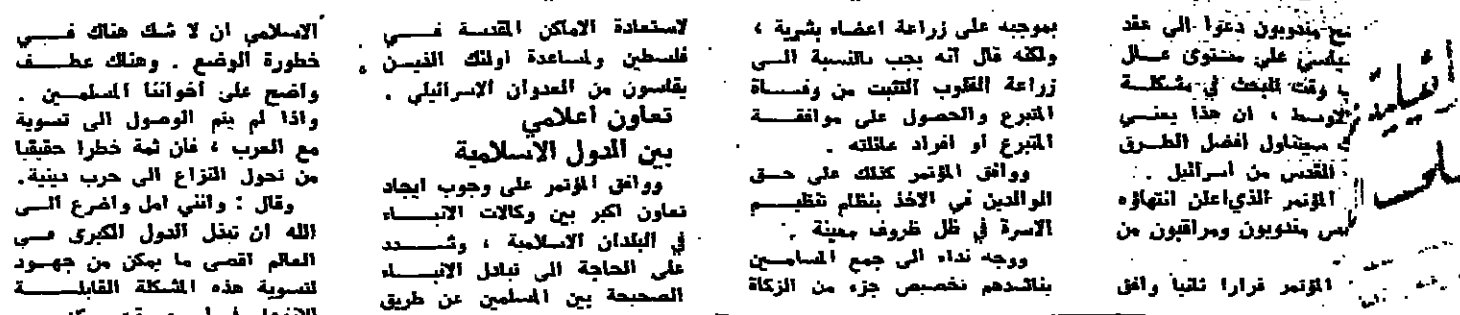 مندوبون دعوا الى عقد
على مستوى عال
وقت للبحث في مشكلة
الاوسط ، ان هذا يعني
سيتناول افضل الطرق
القدس من اسرائيل .
المؤتمر الذي اعلن انتهاؤه
مندوبون ومراقبون من
المؤتمر قرارا ثانيا وافق
بموجبه على زراعة اعضاء بشرية ،
ولكنه قال انه يجب بالنسبة الى
زراعة القلوب التثبت من وفاة
المتبرع والحصول على موافقة
المتبرع أو افراد عائلته .
ووافق المؤتمر كذلك على حق
الوالدين في الاخذ بنظام تنظيم
الاسرة في ظل ظروف معينة .
ووجه نداء الى جمع المسلمين
يناشدهم تخصيص جزء من الزكاة
لاستعادة الاماكن المقدسة في
فلسطين ولمساعدة اولئك الذين
يقاسون من العدوان الاسرائيلي .
تعاون أعلامي
بين الدول الاسلامية
ووافق المؤتمر على وجوب ايجاد
تعاون اكبر بين وكالات الانباء
في البلدان الاسلامية ، وشدد
على الحاجة الى تبادل الانباء
الصحيحة بين المسلمين عن طريق
الاسلامي ان لا شك هناك في
خطورة الوضع . وهناك عطف
واضح على أخواننا المسلمين .
واذا لم يتم الوصول الى تسوية
مع العرب ، فان ثمة خطرا حقيقيا
من تحول النزاع الى حرب دينية.
وقال : وانني امل واضرع الى
الله ان تبذل الدول الكبرى في
العالم اقصى ما يمكن من جهود
لتسوية هذه المشكلة القابلة